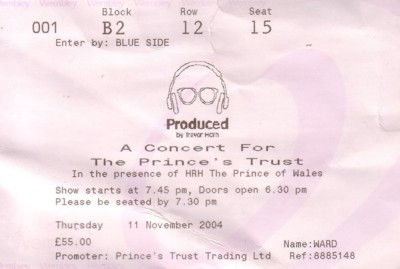 Wembley Wembley Wembley
Block Row Seat
001 B2 12 15
Enter by: BLUE SIDE
Produced
by Trevor Horn
A Concert For
The Prince's Trust
In the presence of HRH The Prince of Wales
Show starts at 7.45 pm, Doors open 6.30 pm
Please be seated by 7.30 pm
Thursday 11 November 2004
£55.00 Name:WARD
Promoter: Prince's Trust Trading Ltd Ref:8885148